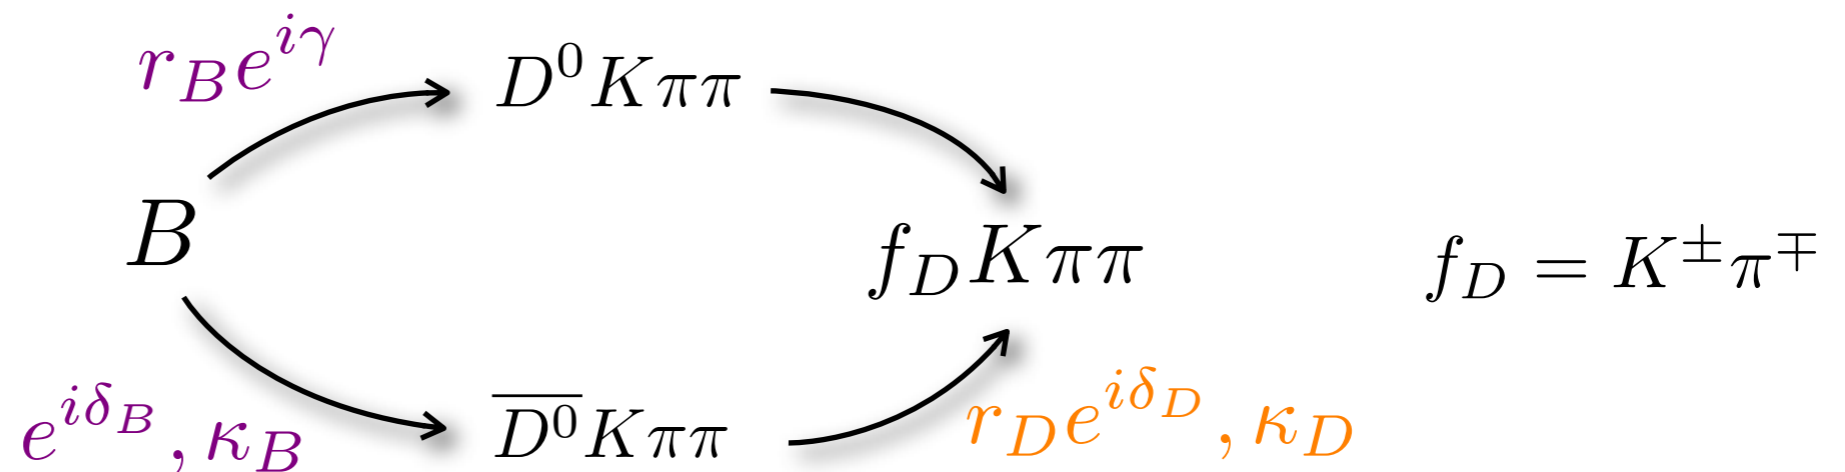 r_B e^{iγ}
D^0 Kππ
B
f_D Kππ
f_D = K^± π^∓
e^{iδ_B}, κ_B
\overline{D^0} Kππ
r_D e^{iδ_D}, κ_D